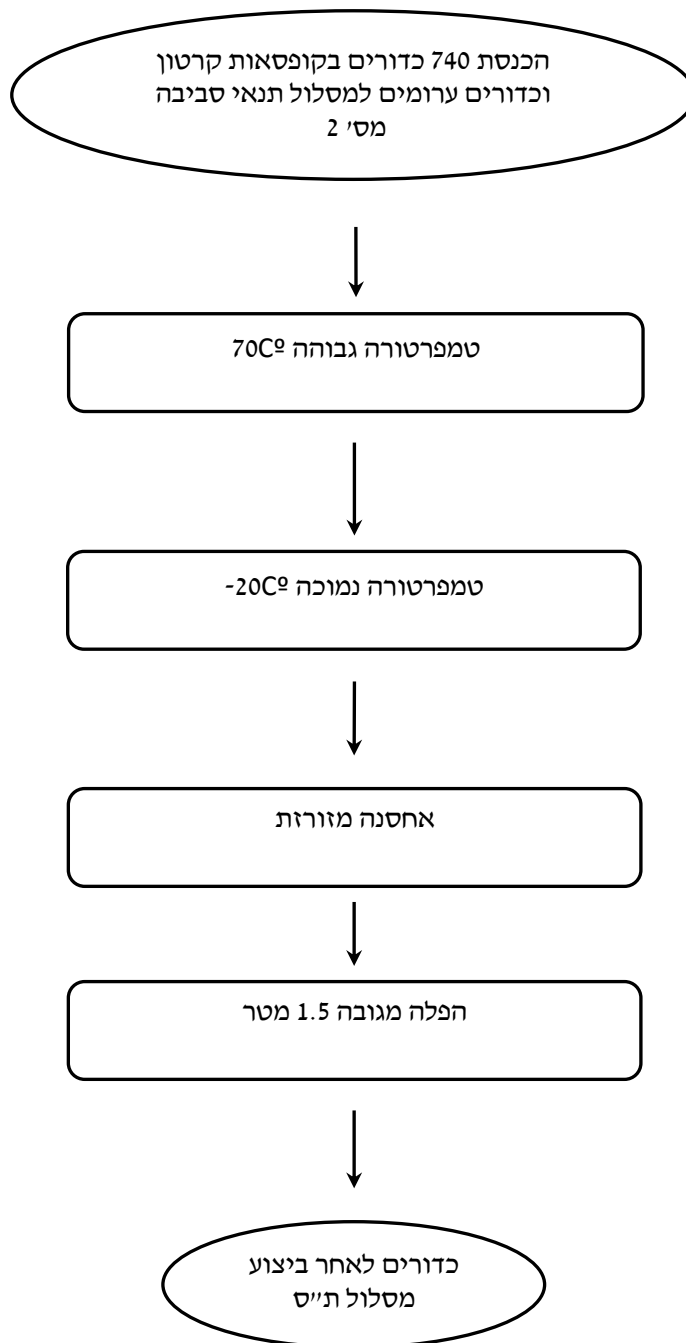 הכנסת 740 כדורים בקופסאות קרטון
וכדורים ערומים למסלול תנאי סביבה
מס׳ 2
טמפרטורה גבוהה 70Cº
טמפרטורה נמוכה 20Cº-
אחסנה מזורזת
הפלה מגובה 1.5 מטר
כדורים לאחר ביצוע
מסלול ת״ס